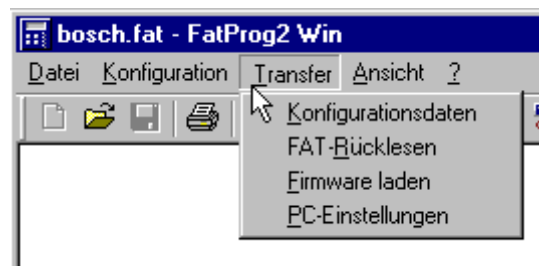 bosch.fat - FatProg2 Win
Datei Konfiguration Transfer Ansicht ?
Konfigurationsdaten
FAT-Rücklesen
Firmware laden
PC-Einstellungen